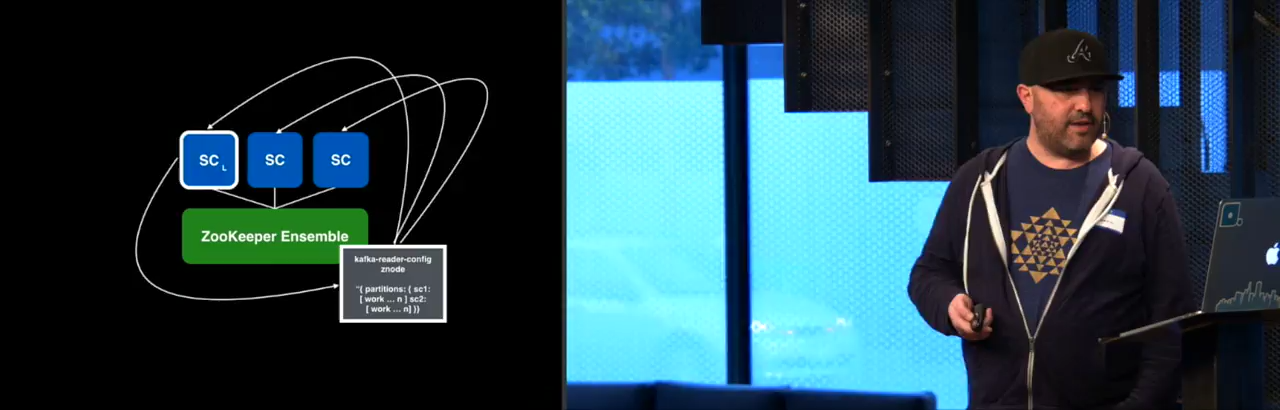 SC L
SC
SC
ZooKeeper Ensemble
kafka-reader-config
znode
"{ partitions: { sc1:
[ work ... n ] sc2:
[ work ... n] }}